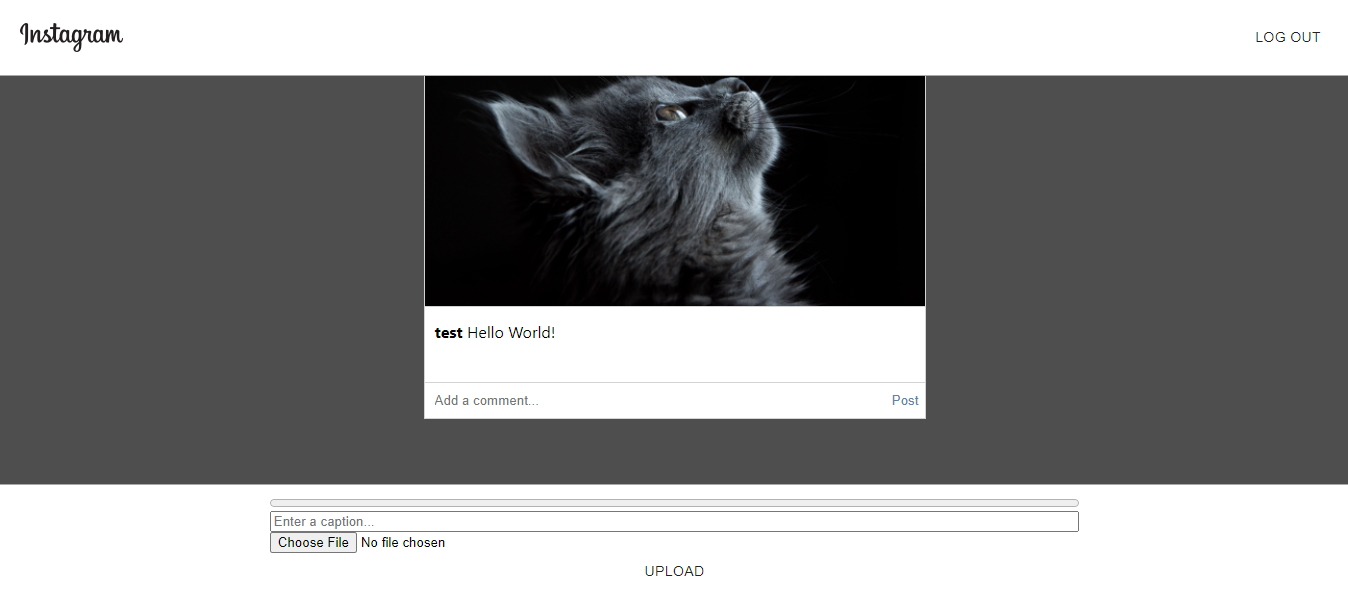 Instagram
LOG OUT
test Hello World!
Add a comment...
Post
Enter a caption...
Choose File No file chosen
UPLOAD